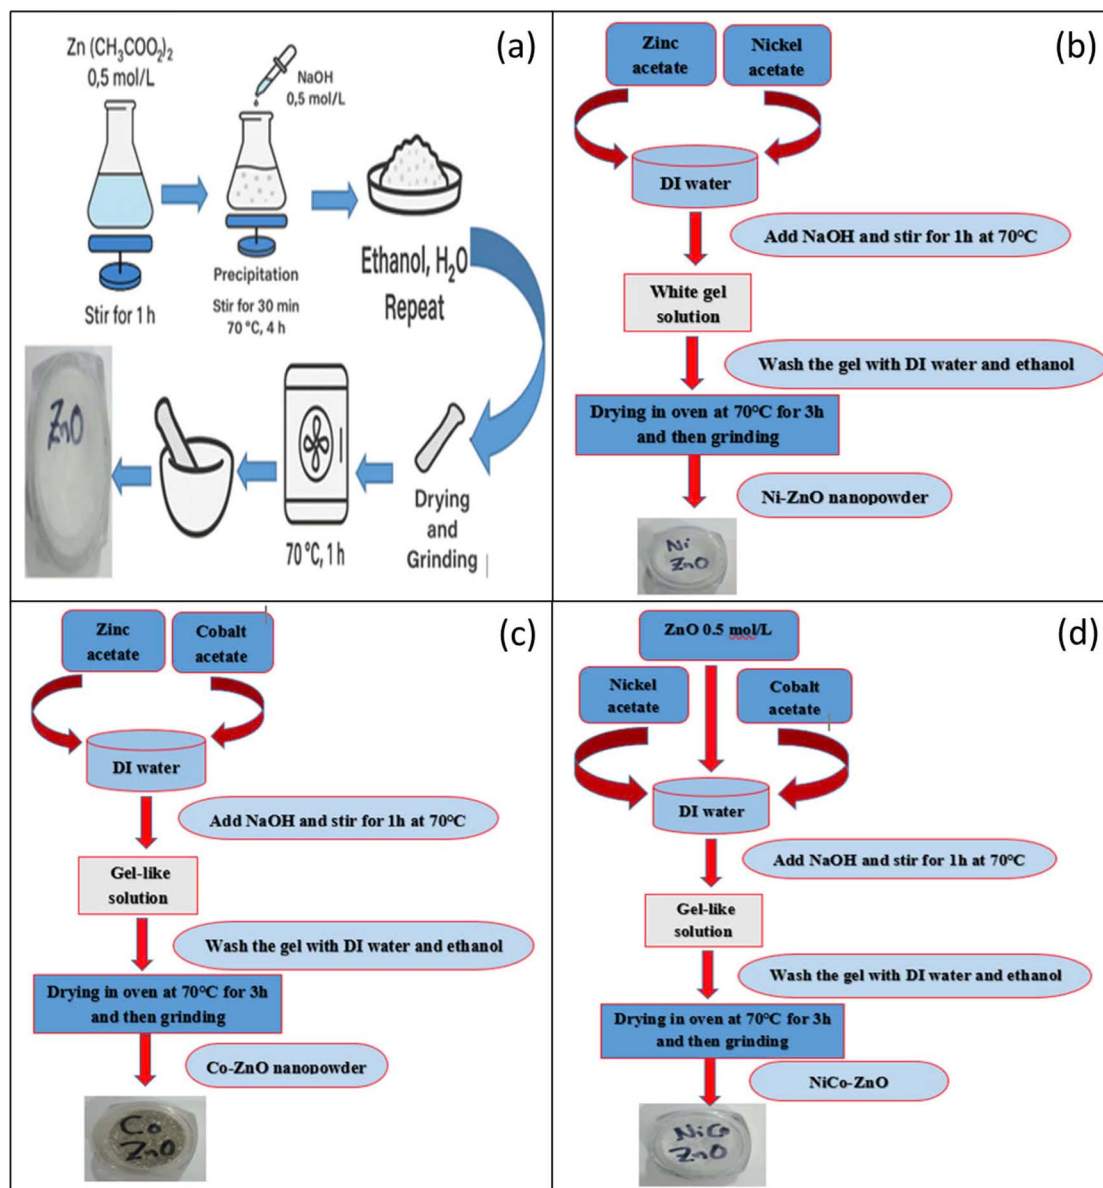 (a)
Zn (CH₃COO₂)₂
0,5 mol/L
NaOH
0,5 mol/L
Stir for 1 h
Precipitation
Stir for 30 min
70 °C, 4 h
Ethanol, H₂O
Repeat
Drying
and
Grinding
70 °C, 1 h
ZnO
(b)
Zinc
acetate
Nickel
acetate
DI water
Add NaOH and stir for 1h at 70°C
White gel
solution
Wash the gel with DI water and ethanol
Drying in oven at 70°C for 3h
and then grinding
Ni-ZnO nanopowder
Ni
ZnO
(c)
Zinc
acetate
Cobalt
acetate
DI water
Add NaOH and stir for 1h at 70°C
Gel-like
solution
Wash the gel with DI water and ethanol
Drying in oven at 70°C for 3h
and then grinding
Co-ZnO nanopowder
Co
ZnO
(d)
ZnO 0.5 mol/L
Nickel
acetate
Cobalt
acetate
DI water
Add NaOH and stir for 1h at 70°C
Gel-like
solution
Wash the gel with DI water and ethanol
Drying in oven at 70°C for 3h
and then grinding
NiCo-ZnO
NiCo
ZnO